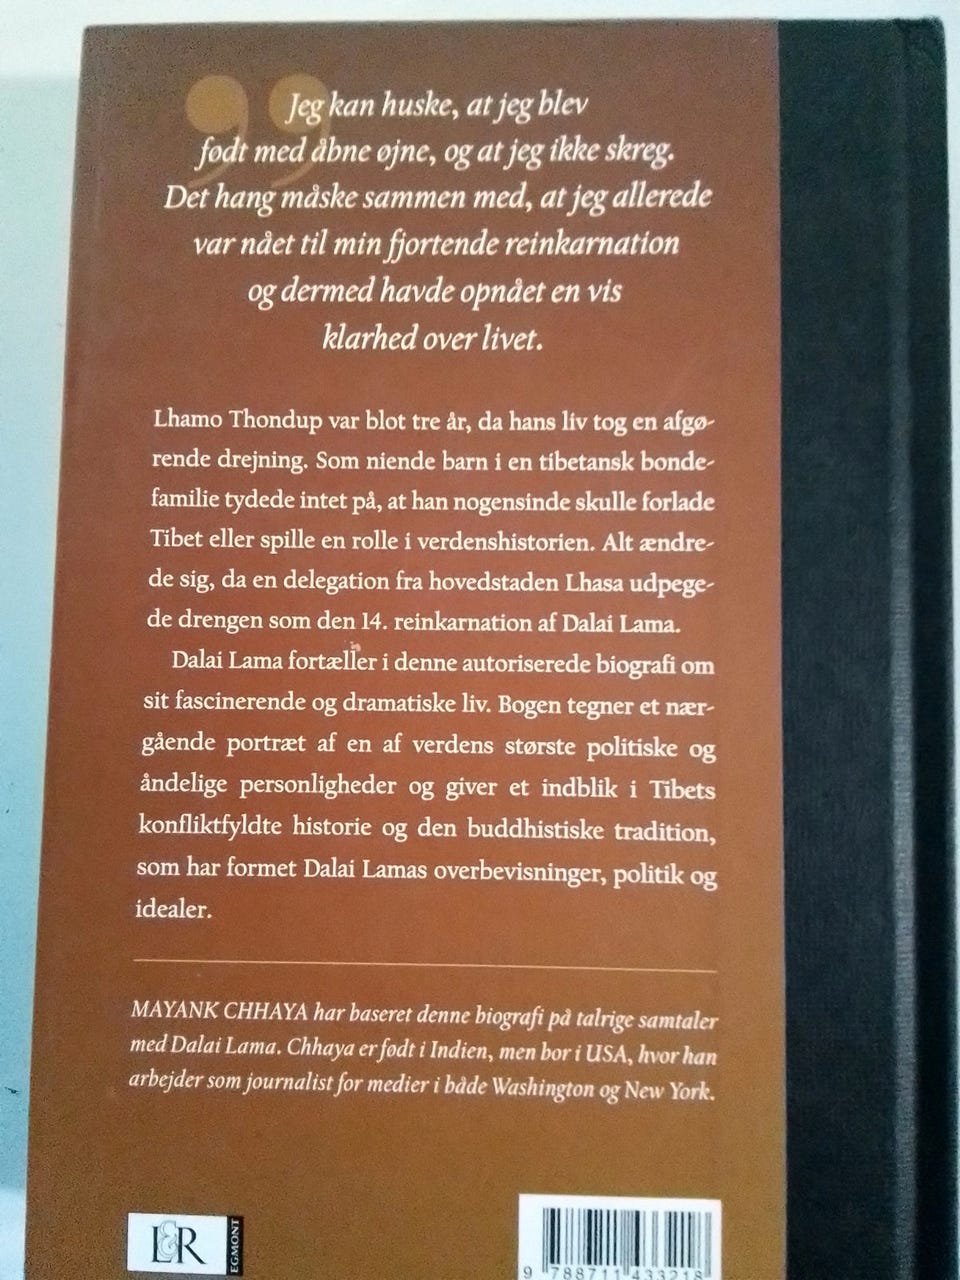 Jeg kan huske, at jeg blev
født med åbne øjne, og at jeg ikke skreg.
Det hang måske sammen med, at jeg allerede
var nået til min fjortende reinkarnation
og dermed havde opnået en vis
klarhed over livet.
Lhamo Thondup var blot tre år, da hans liv tog en afgø-
rende drejning. Som niende barn i en tibetansk bonde-
familie tydede intet på, at han nogensinde skulle forlade
Tibet eller spille en rolle i verdenshistorien. Alt ændre-
de sig, da en delegation fra hovedstaden Lhasa udpege-
de drengen som den 14. reinkarnation af Dalai Lama.
Dalai Lama fortæller i denne autoriserede biografi om
sit fascinerende og dramatiske liv. Bogen tegner et nær-
gående portræt af en af verdens største politiske og
åndelige personligheder og giver et indblik i Tibets
konfliktfyldte historie og den buddhistiske tradition,
som har formet Dalai Lamas overbevisninger, politik og
idealer.
MAYANK CHHAYA har baseret denne biografi på talrige samtaler
med Dalai Lama. Chhaya er født i Indien, men bor i USA, hvor han
arbejder som journalist for medier i både Washington og New York.
L&R
EGMONT
9 788711 433218